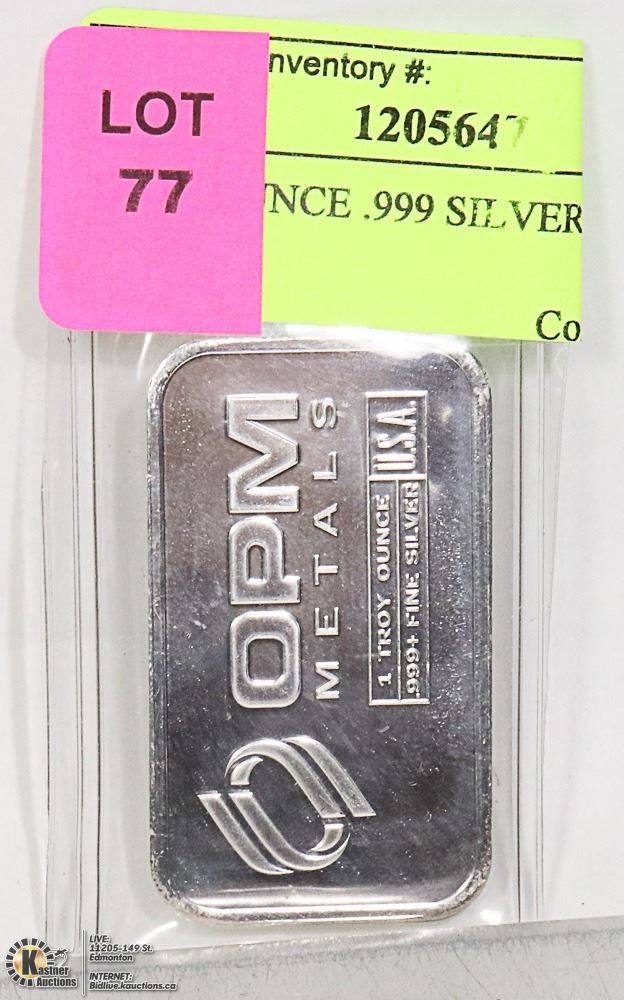 LOT
77
nventory #:
1205647
NCE .999 SILVER
Co
OPM
METALS
1 TROY OUNCE
.999+ FINE SILVER
U.S.A.
Kastner
Auctions
LIVE:
11205-149 St.
Edmonton
INTERNET:
Bidlive.kauctions.ca